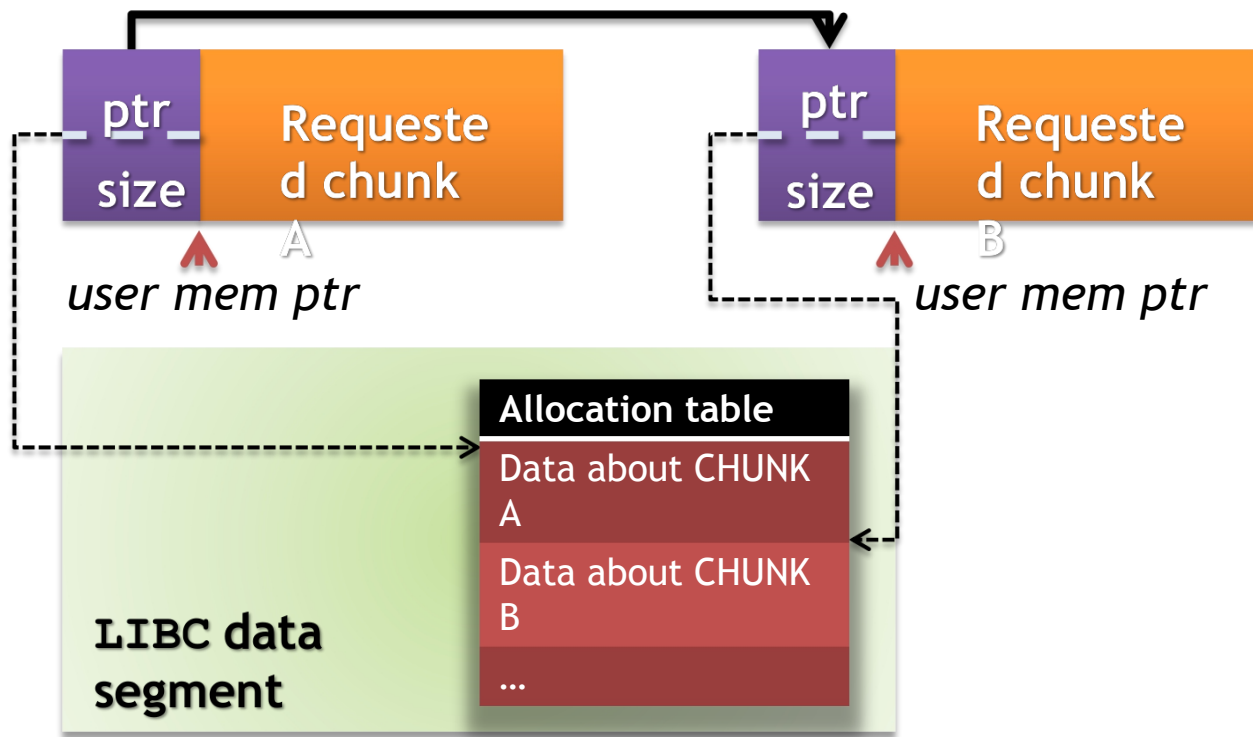 ptr
size
Requeste
d chunk
A
user mem ptr
ptr
size
Requeste
d chunk
B
user mem ptr
Allocation table
Data about CHUNK
A
Data about CHUNK
B
…
LIBC data
segment